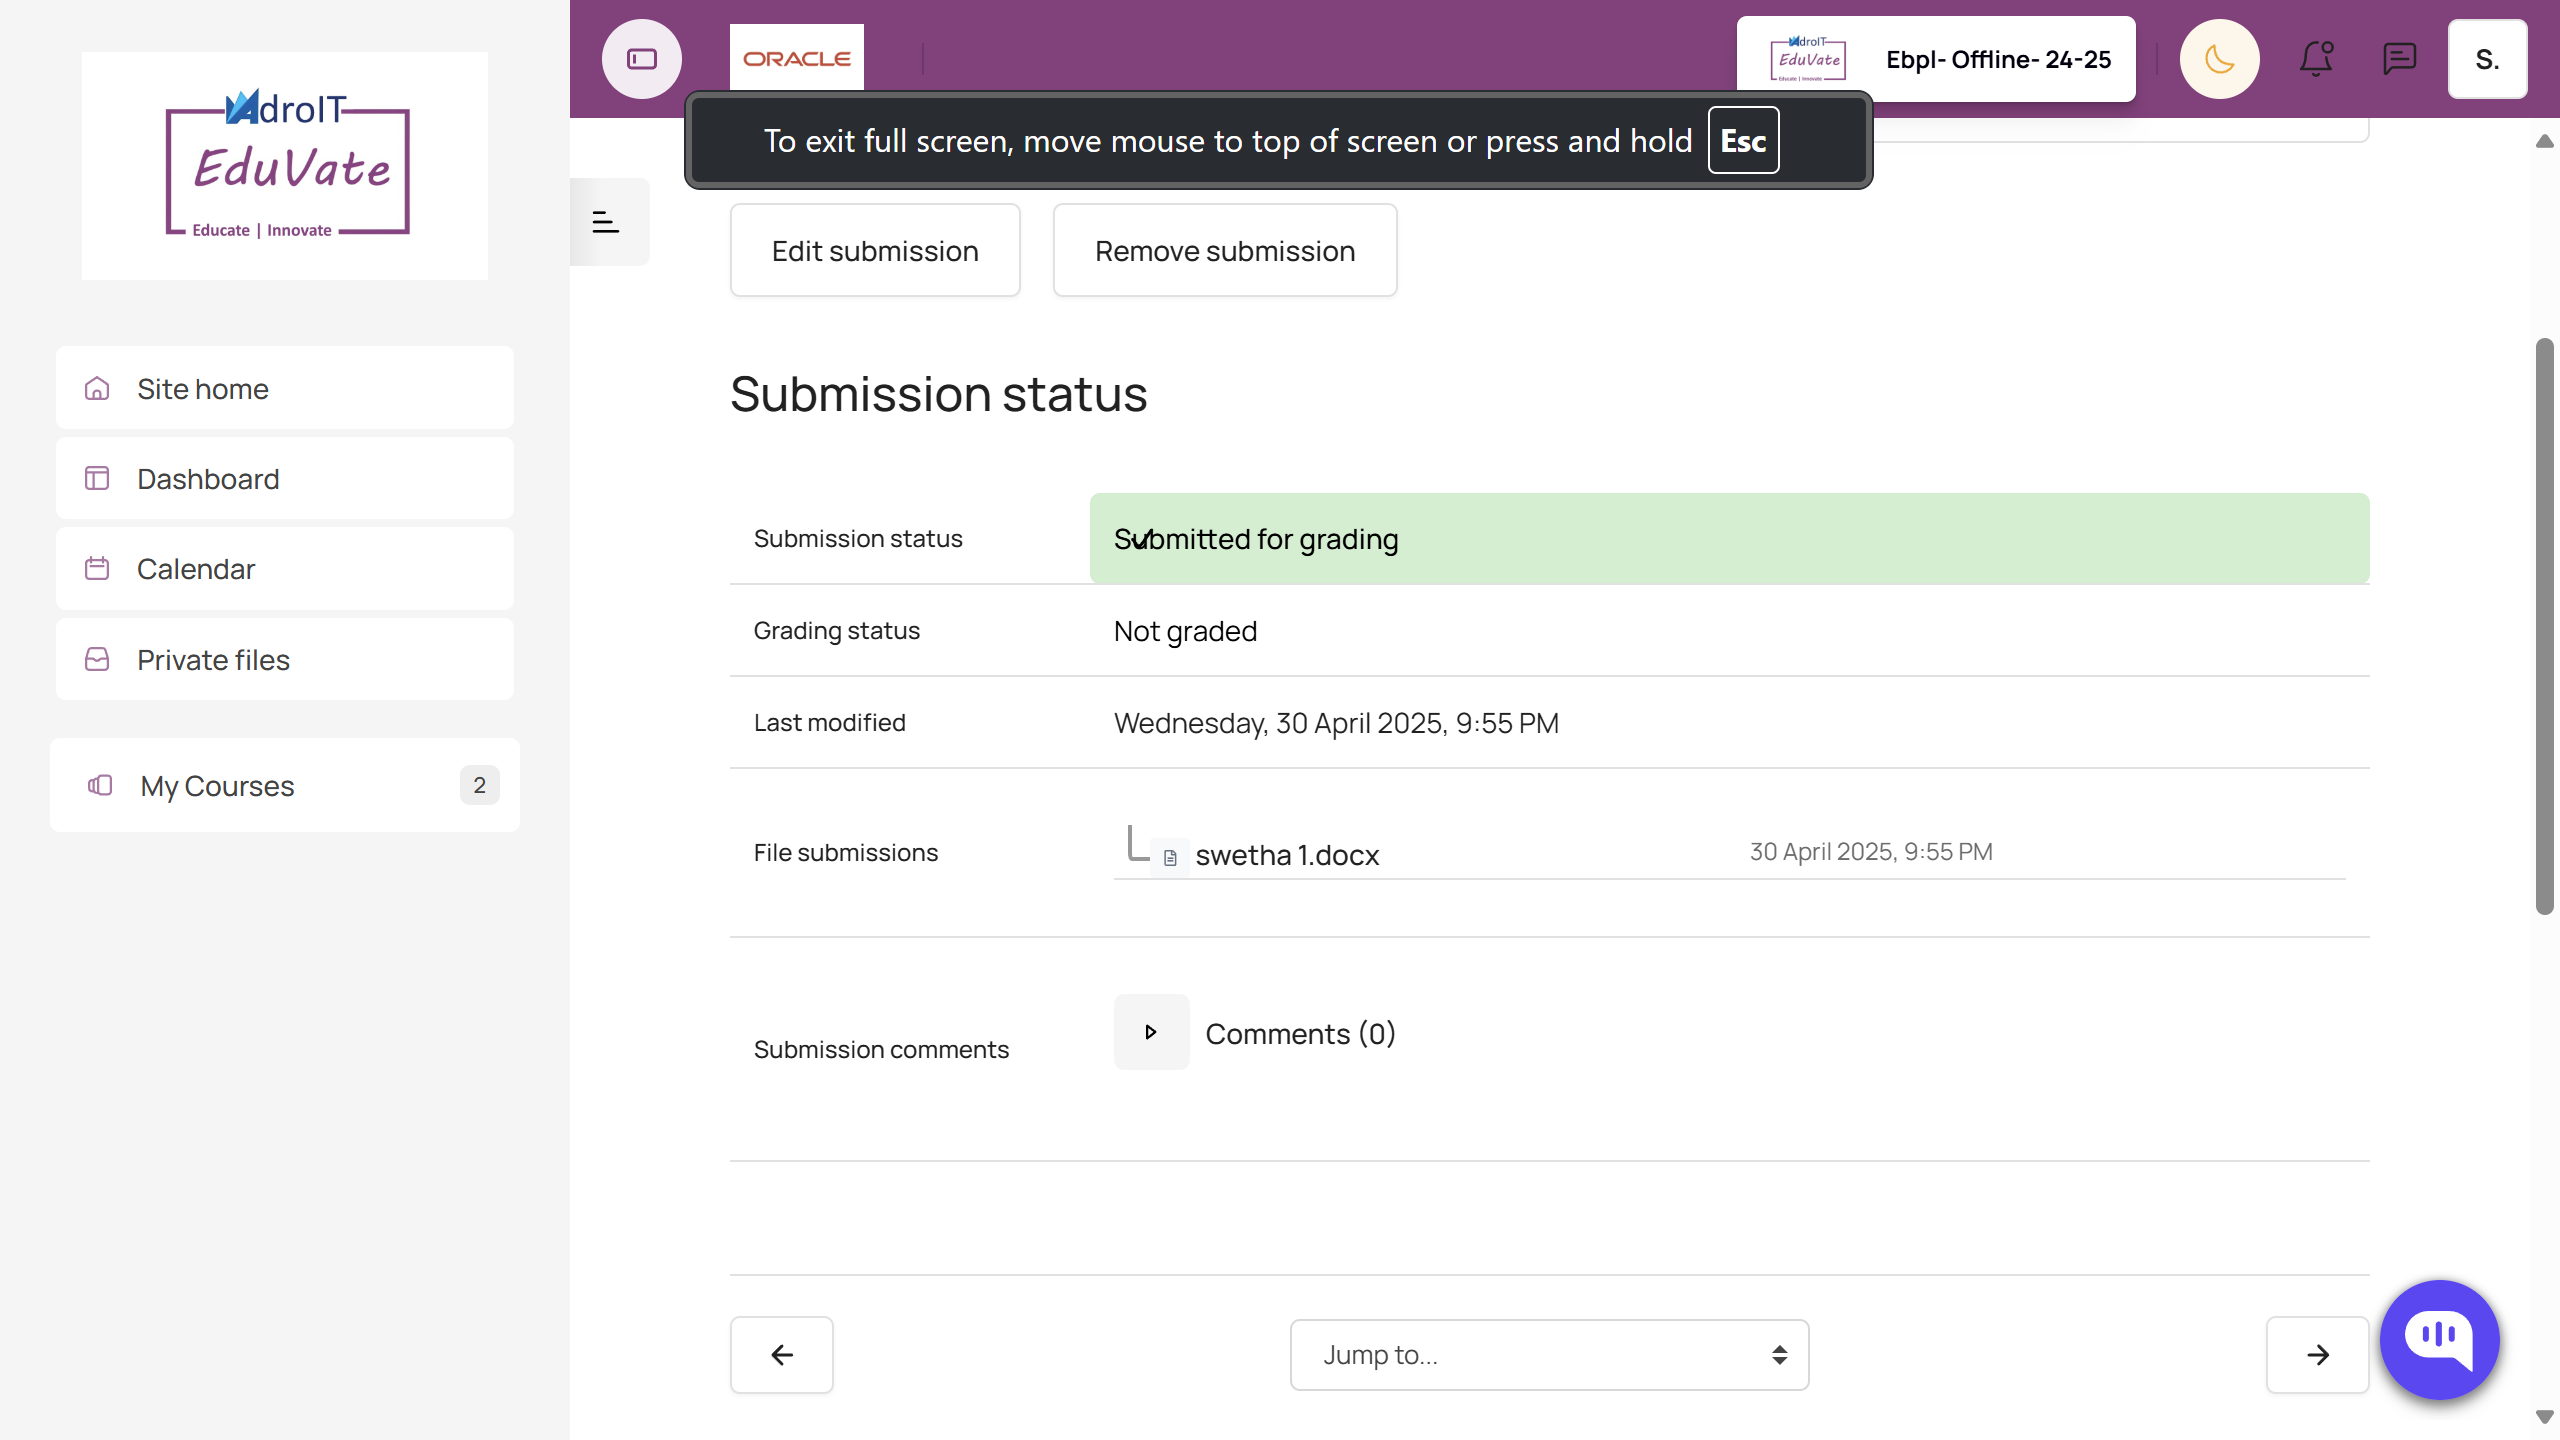 AdroIT
EduVate
Educate | Innovate
Site home
Dashboard
Calendar
Private files
My Courses
2
ORACLE
AdroIT
EduVate
Educate | Innovate
Ebpl- Offline- 24-25
S.
To exit full screen, move mouse to top of screen or press and hold Esc
Edit submission
Remove submission
Submission status
Submission status
Submitted for grading
Grading status
Not graded
Last modified
Wednesday, 30 April 2025, 9:55 PM
File submissions
swetha 1.docx
30 April 2025, 9:55 PM
Submission comments
Comments (0)
Jump to...